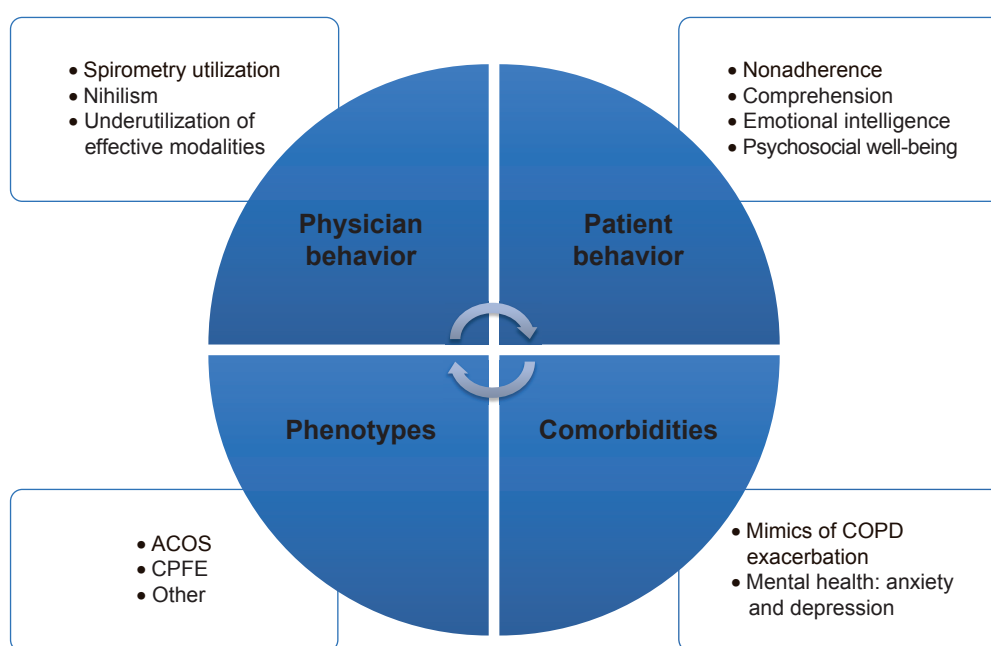 • Spirometry utilization
• Nihilism
• Underutilization of
effective modalities
• Nonadherence
• Comprehension
• Emotional intelligence
• Psychosocial well-being
Physician
behavior
Patient
behavior
Phenotypes
Comorbidities
• ACOS
• CPFE
• Other
• Mimics of COPD
exacerbation
• Mental health: anxiety
and depression